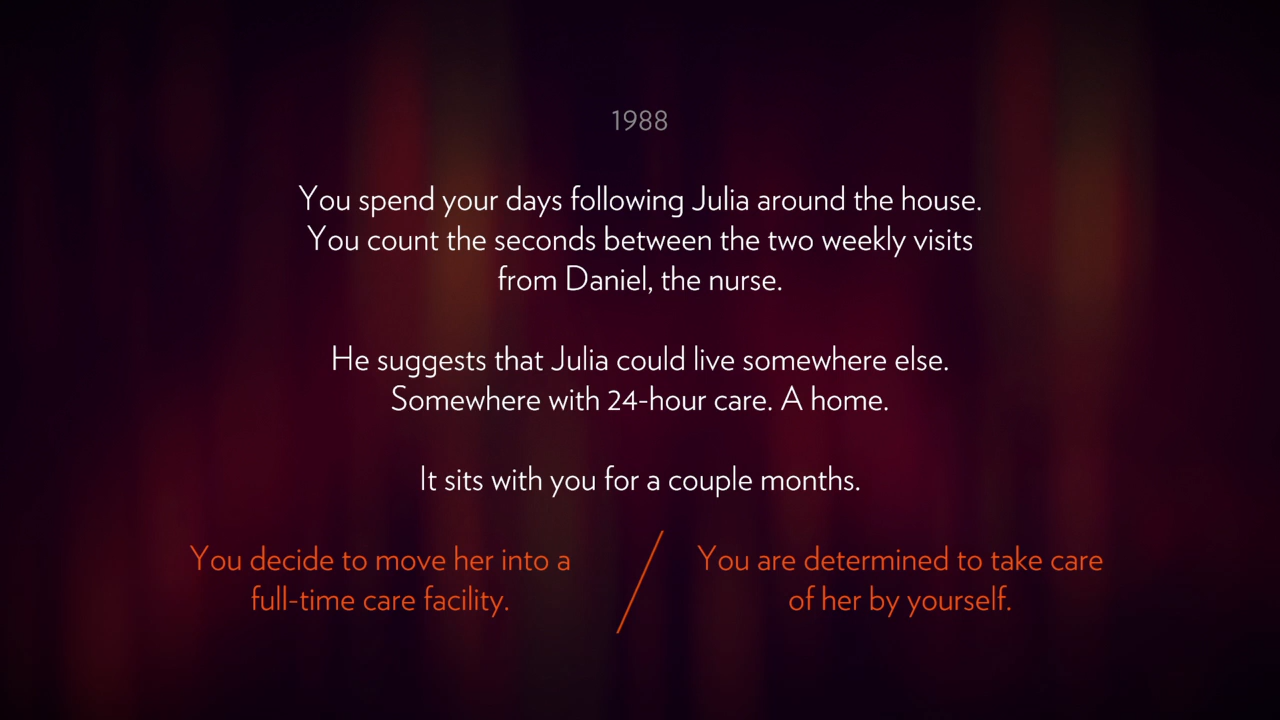 1988
You spend your days following Julia around the house.
You count the seconds between the two weekly visits
from Daniel, the nurse.
He suggests that Julia could live somewhere else.
Somewhere with 24-hour care. A home.
It sits with you for a couple months.
You decide to move her into a
full-time care facility.
You are determined to take care
of her by yourself.